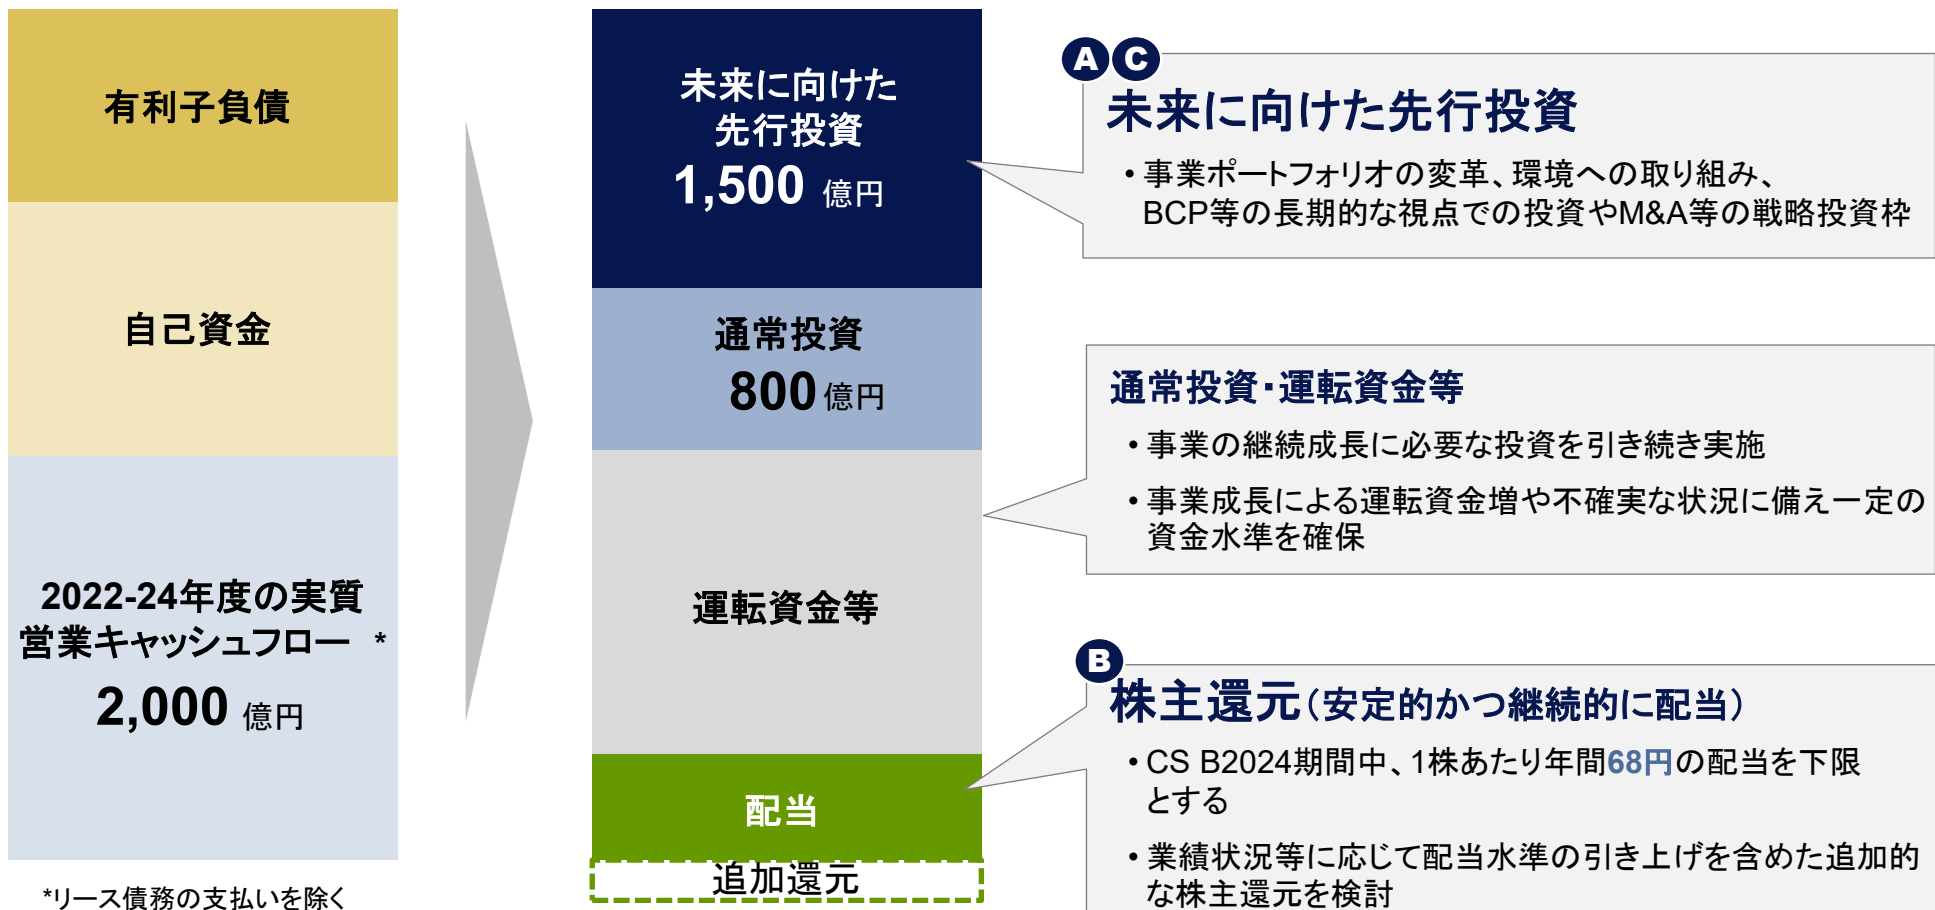 有利子負債
自己資金
2022-24年度の実質
営業キャッシュフロー *
2,000 億円
*リース債務の支払いを除く
未来に向けた
先行投資
1,500 億円
通常投資
800 億円
運転資金等
配当
追加還元
A C
未来に向けた先行投資
• 事業ポートフォリオの変革、環境への取り組み、
BCP等の長期的な視点での投資やM&A等の戦略投資枠
通常投資・運転資金等
• 事業の継続成長に必要な投資を引き続き実施
• 事業成長による運転資金増や不確実な状況に備え一定の
資金水準を確保
B
株主還元（安定的かつ継続的に配当）
• CS B2024期間中、1株あたり年間68円の配当を下限
とする
• 業績状況等に応じて配当水準の引き上げを含めた追加的
な株主還元を検討